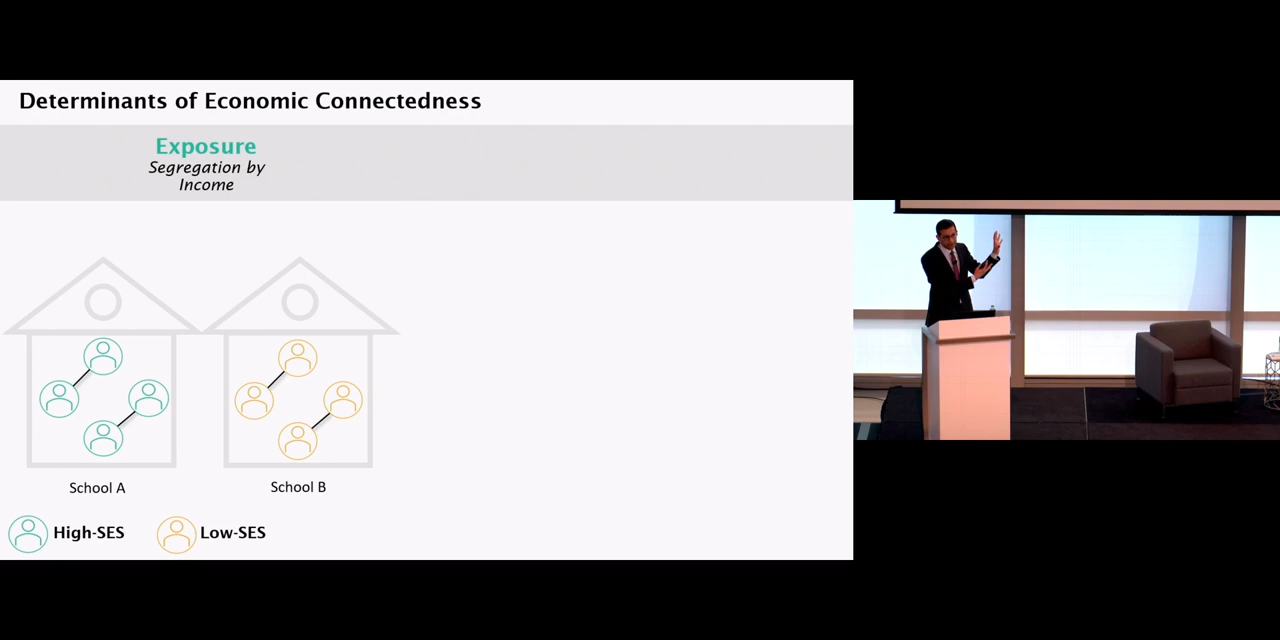 Determinants of Economic Connectedness
Exposure
Segregation by
Income
School A
School B
High-SES
Low-SES